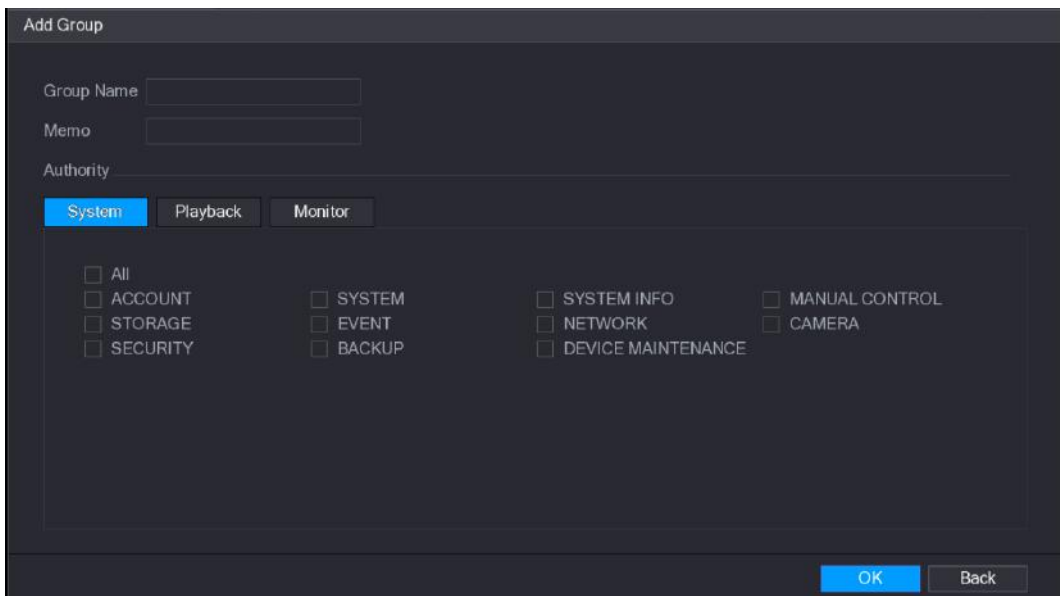 Add Group
Group Name
Memo
Authority
System Playback Monitor
All
ACCOUNT SYSTEM SYSTEM INFO MANUAL CONTROL
STORAGE EVENT NETWORK CAMERA
SECURITY BACKUP DEVICE MAINTENANCE
OK Back